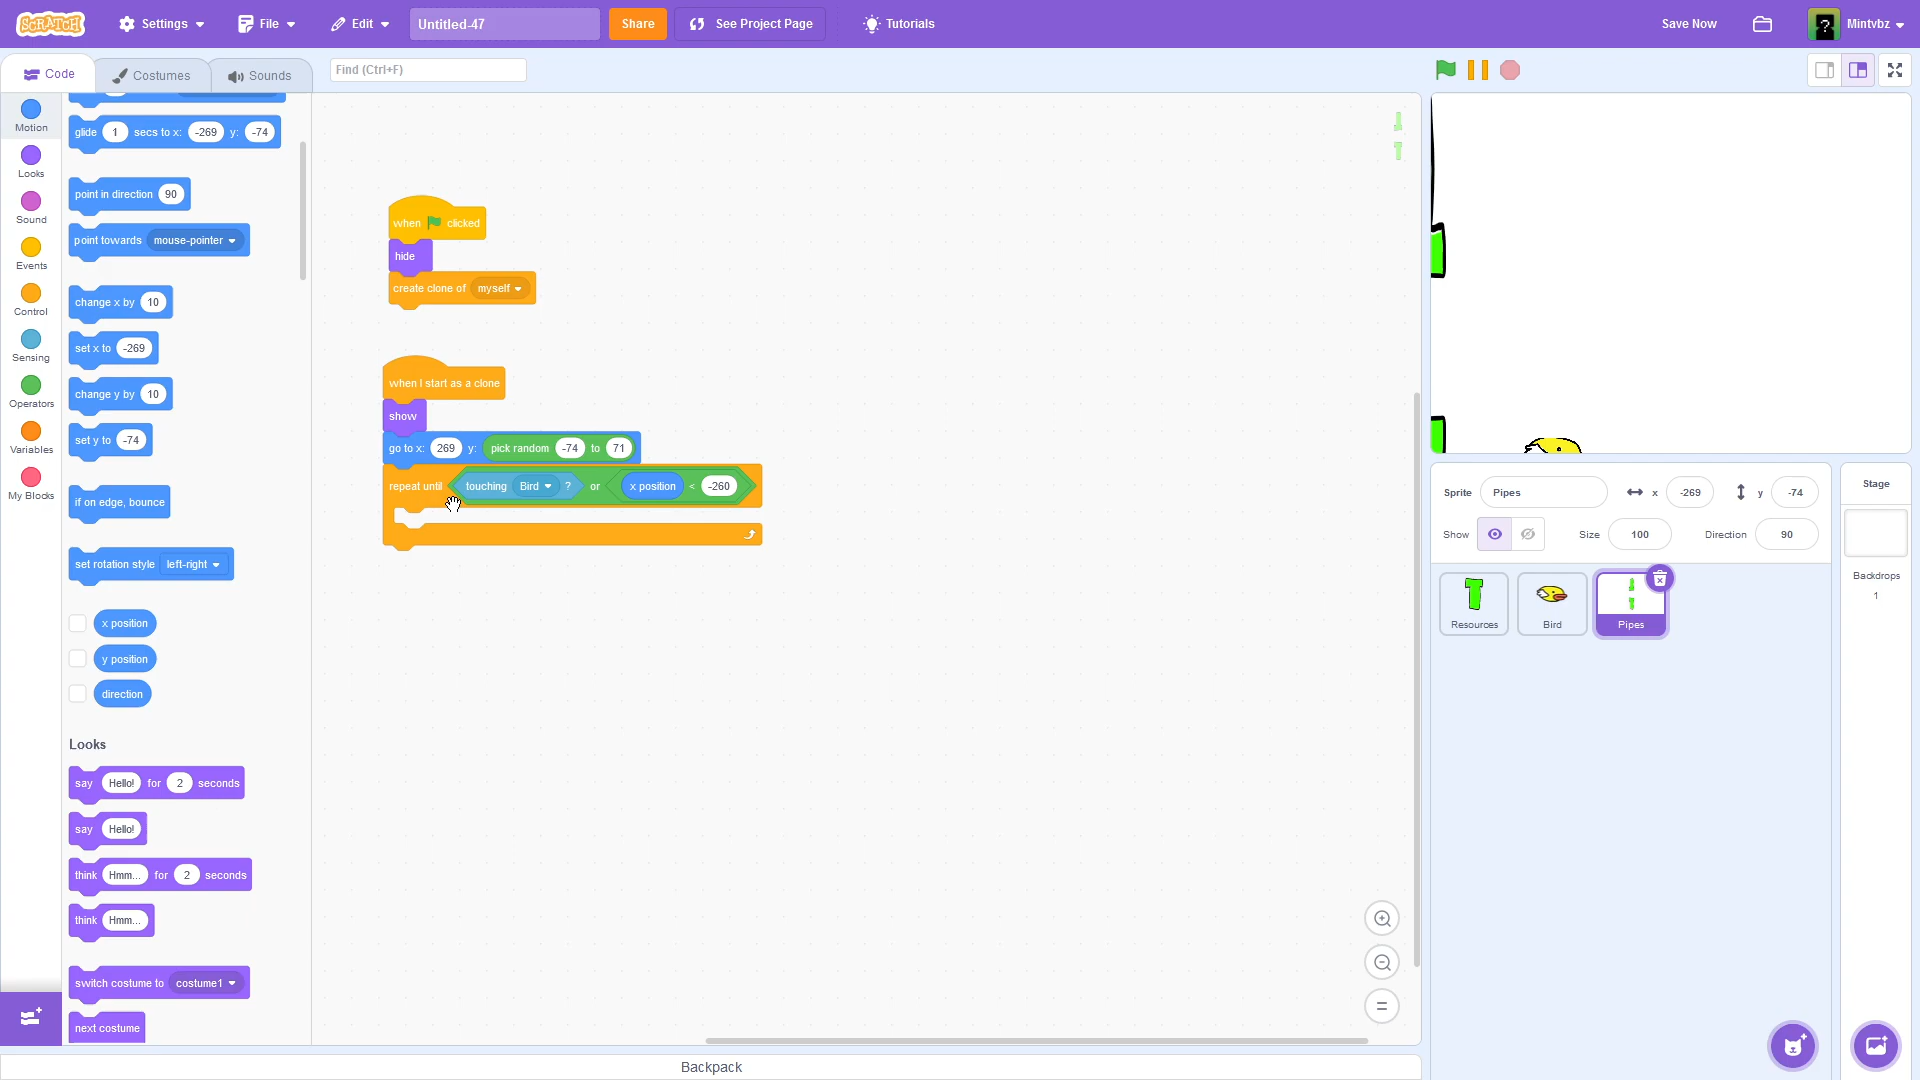 SCRATCH Settings File Edit Untitled-47 Share See Project Page Tutorials Save Now ? Mintvbz
Code Costumes Sounds Find (Ctrl+F)
Motion
Looks
Sound
Events
Control
Sensing
Operators
Variables
My Blocks
glide 1 secs to x: -269 y: -74
point in direction 90
point towards mouse-pointer
change x by 10
set x to -269
change y by 10
set y to -74
if on edge, bounce
set rotation style left-right
x position
y position
direction
Looks
say Hello! for 2 seconds
say Hello!
think Hmm... for 2 seconds
think Hmm...
switch costume to costume1
next costume
when clicked
hide
create clone of myself
when I start as a clone
show
go to x: 269 y: pick random -74 to 71
repeat until touching Bird ? or x position < -260
Sprite Pipes x -269 y -74
Show Size 100 Direction 90
Resources Bird Pipes
Stage
Backdrops
1
Backpack